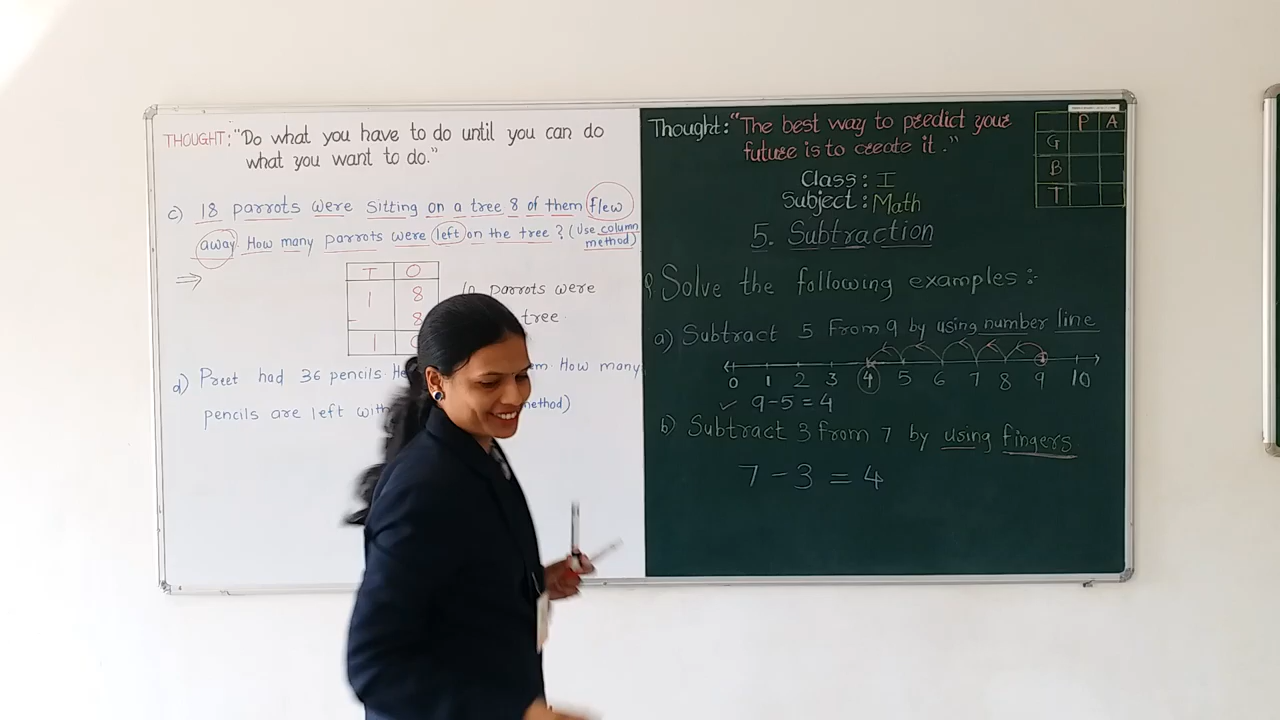 THOUGHT: "Do what you have to do until you can do
what you want to do."
c) 18 parrots were Sitting on a tree 8 of them flew
away How many parrots were left on the tree? (Use column
method)
⇒
T O
1 8
- 8
1
parrots were
tree.
d) Preet had 36 pencils He How many
pencils are left with method)
Thought: "The best way to predict your
future is to create it."
P A
G
B
T
Class: I
Subject: Math
5. Subtraction
Solve the following examples:-
a) Subtract 5 From 9 by using number line
0 1 2 3 4 5 6 7 8 9 10
✓ 9-5=4
b) Subtract 3 from 7 by using fingers
7-3=4